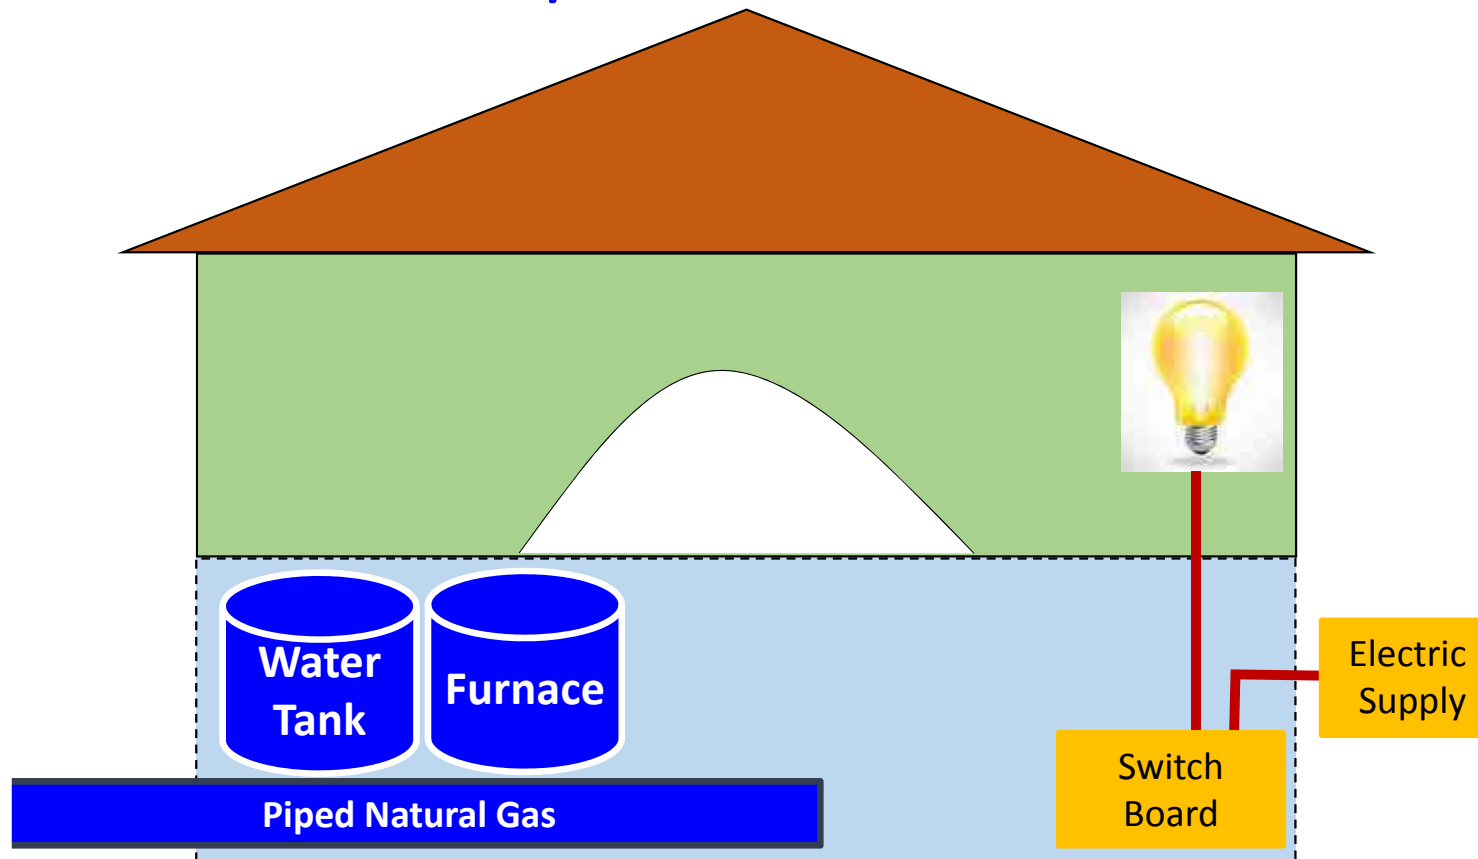 Water
Tank
Furnace
Electric
Supply
Switch
Board
Piped Natural Gas